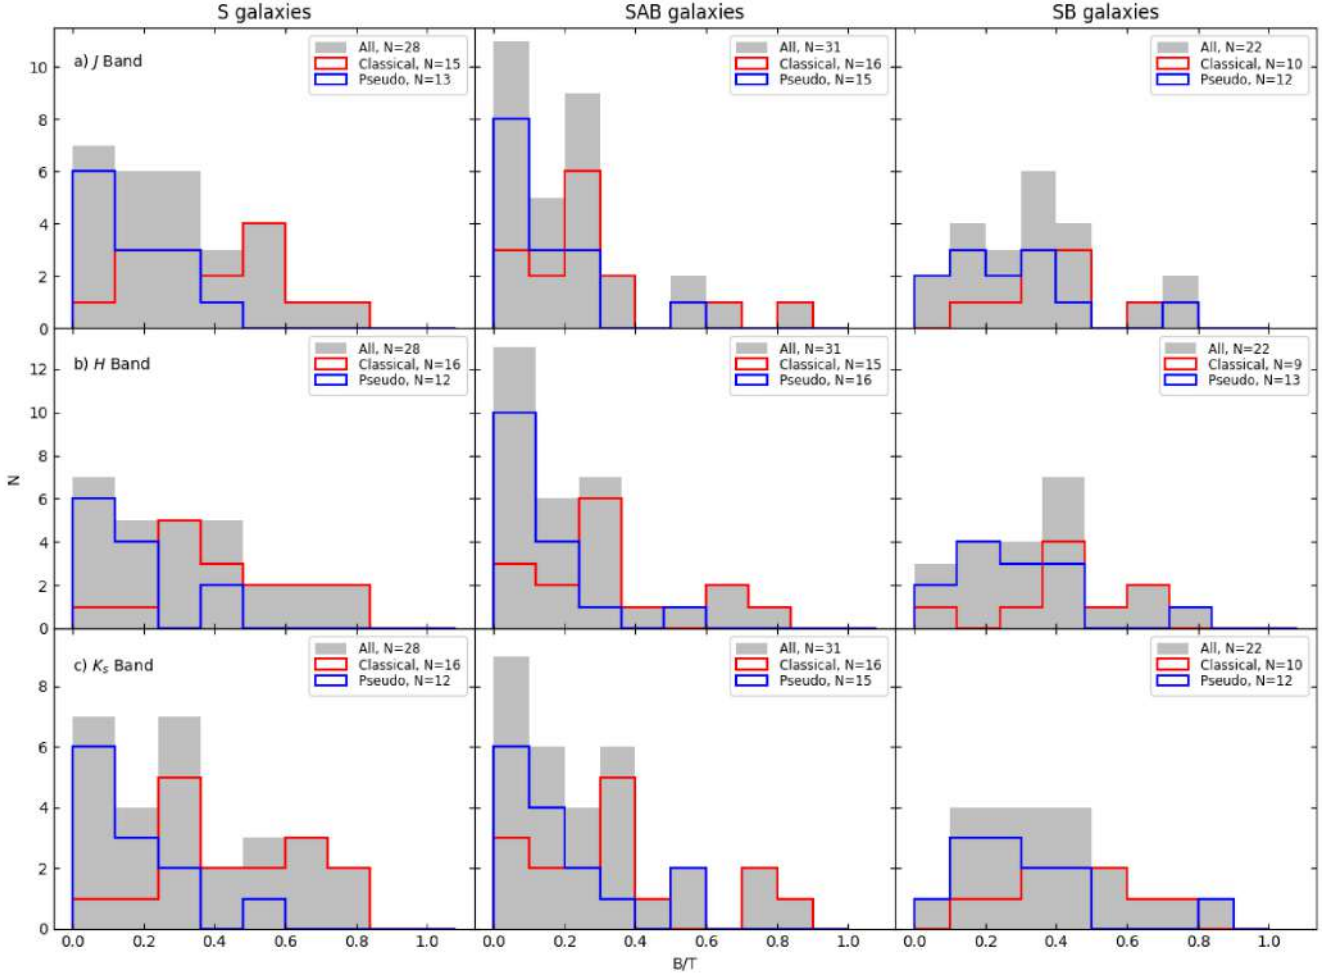 S galaxies SAB galaxies SB galaxies
a) J Band
All, N=28
Classical, N=15
Pseudo, N=13
All, N=31
Classical, N=16
Pseudo, N=15
All, N=22
Classical, N=10
Pseudo, N=12
10
8
6
4
2
0
b) H Band
All, N=28
Classical, N=16
Pseudo, N=12
All, N=31
Classical, N=15
Pseudo, N=16
All, N=22
Classical, N=9
Pseudo, N=13
12
10
8
6
4
2
0
N
c) Ks Band
All, N=28
Classical, N=16
Pseudo, N=12
All, N=31
Classical, N=16
Pseudo, N=15
All, N=22
Classical, N=10
Pseudo, N=12
8
6
4
2
0
0.0 0.2 0.4 0.6 0.8 1.0 0.0 0.2 0.4 0.6 0.8 1.0 0.0 0.2 0.4 0.6 0.8 1.0
B/T